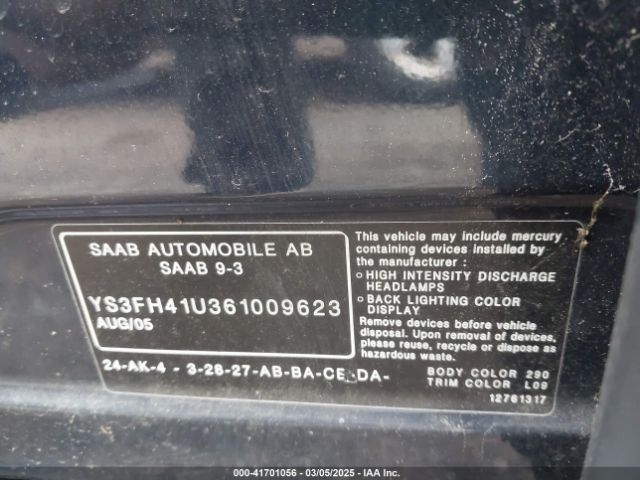 SAAB AUTOMOBILE AB
SAAB 9-3
YS3FH41U361009623
AUG/05
24-AK-4 - 3-28-27-AB-BA-CE-DA-
This vehicle may include mercury
containing devices installed by
the manufacturer :
o HIGH INTENSITY DISCHARGE
HEADLAMPS
o BACK LIGHTING COLOR
DISPLAY
Remove devices before vehicle
disposal. Upon removal of devices,
please reuse, recycle or dispose as
hazardous waste.
BODY COLOR 290
TRIM COLOR L09
12761317
000-41701056 — 03/05/2025 — IAA Inc.